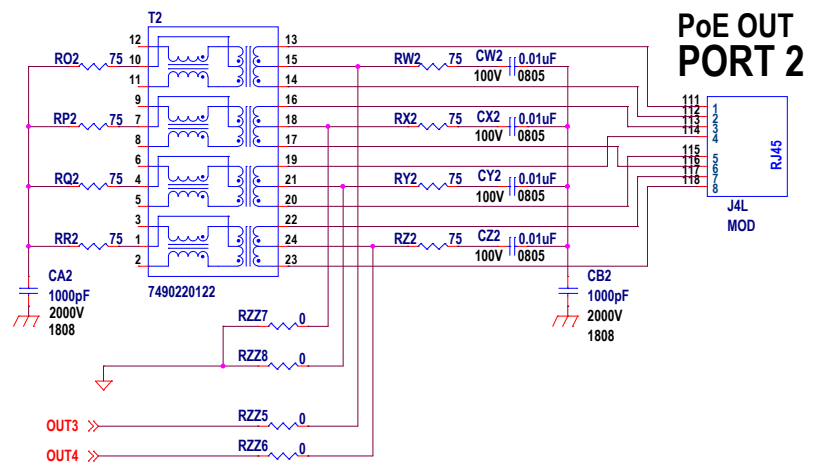 T2
PoE OUT
PORT 2
12
10
11
9
7
8
6
4
5
3
1
2
13
15
14
16
18
17
19
21
20
22
24
23
RO2 75
RP2 75
RQ2 75
RR2 75
RW2 75 CW2 0.01uF
100V 0805
RX2 75 CX2 0.01uF
100V 0805
RY2 75 CY2 0.01uF
100V 0805
RZ2 75 CZ2 0.01uF
100V 0805
111
112
113
114
115
116
117
118
1
2
3
4
5
6
7
8
RJ45
J4L
MOD
CA2
1000pF
2000V
1808
7490220122
CB2
1000pF
2000V
1808
RZZ7 0
RZZ8 0
OUT3 RZZ5 0
OUT4 RZZ6 0